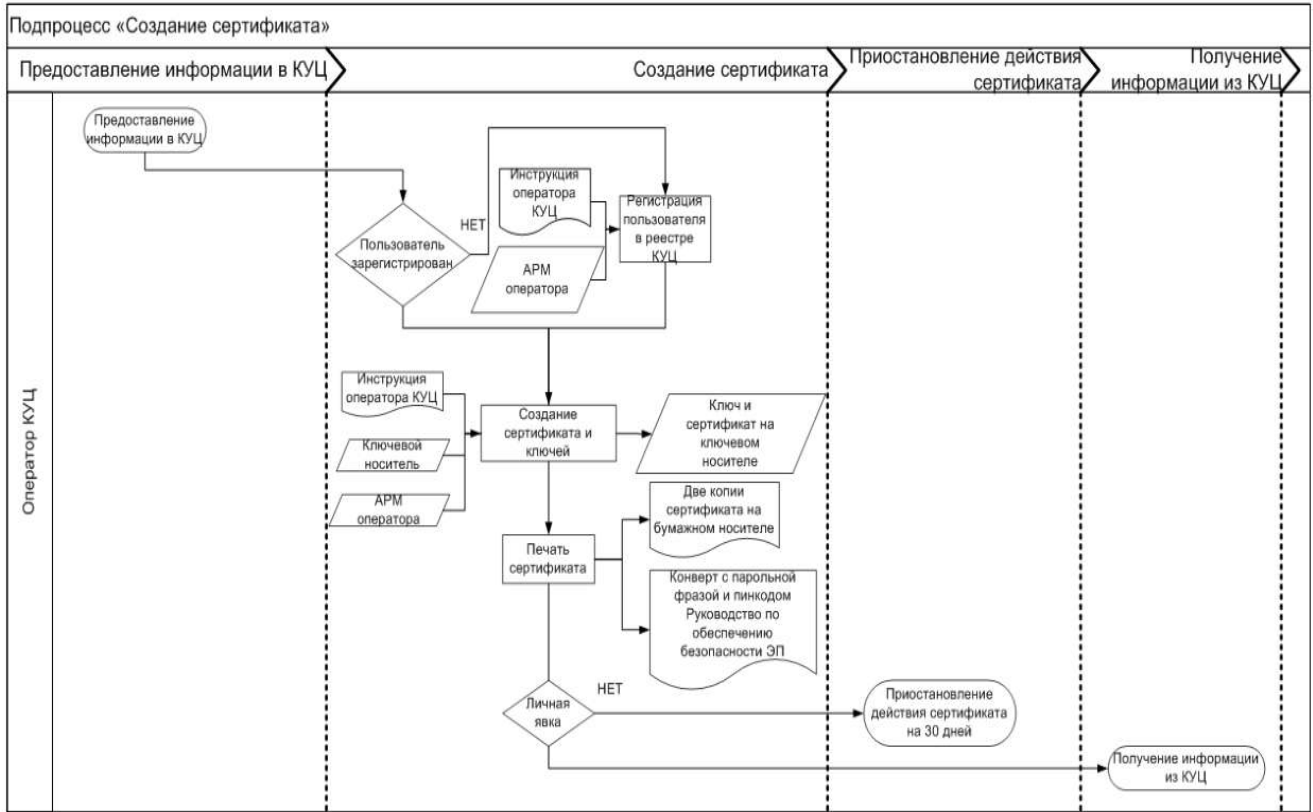 Подпроцесс «Создание сертификата»
Предоставление информации в КУЦ
Создание сертификата
Приостановление действия
сертификата
Получение
информации из КУЦ
Оператор КУЦ
Предоставление
информации в КУЦ
Пользователь
зарегистрирован
НЕТ
Инструкция
оператора
КУЦ
АРМ
оператора
Регистрация
пользователя
в реестре
КУЦ
Инструкция
оператора КУЦ
Ключевой
носитель
АРМ
оператора
Создание
сертификата и
ключей
Ключ и
сертификат на
ключевом
носителе
Две копии
сертификата на
бумажном носителе
Печать
сертификата
Конверт с парольной
фразой и пинкодом
Руководство по
обеспечению
безопасности ЭП
Личная
явка
НЕТ
Приостановление
действия сертификата
на 30 дней
Получение информации
из КУЦ